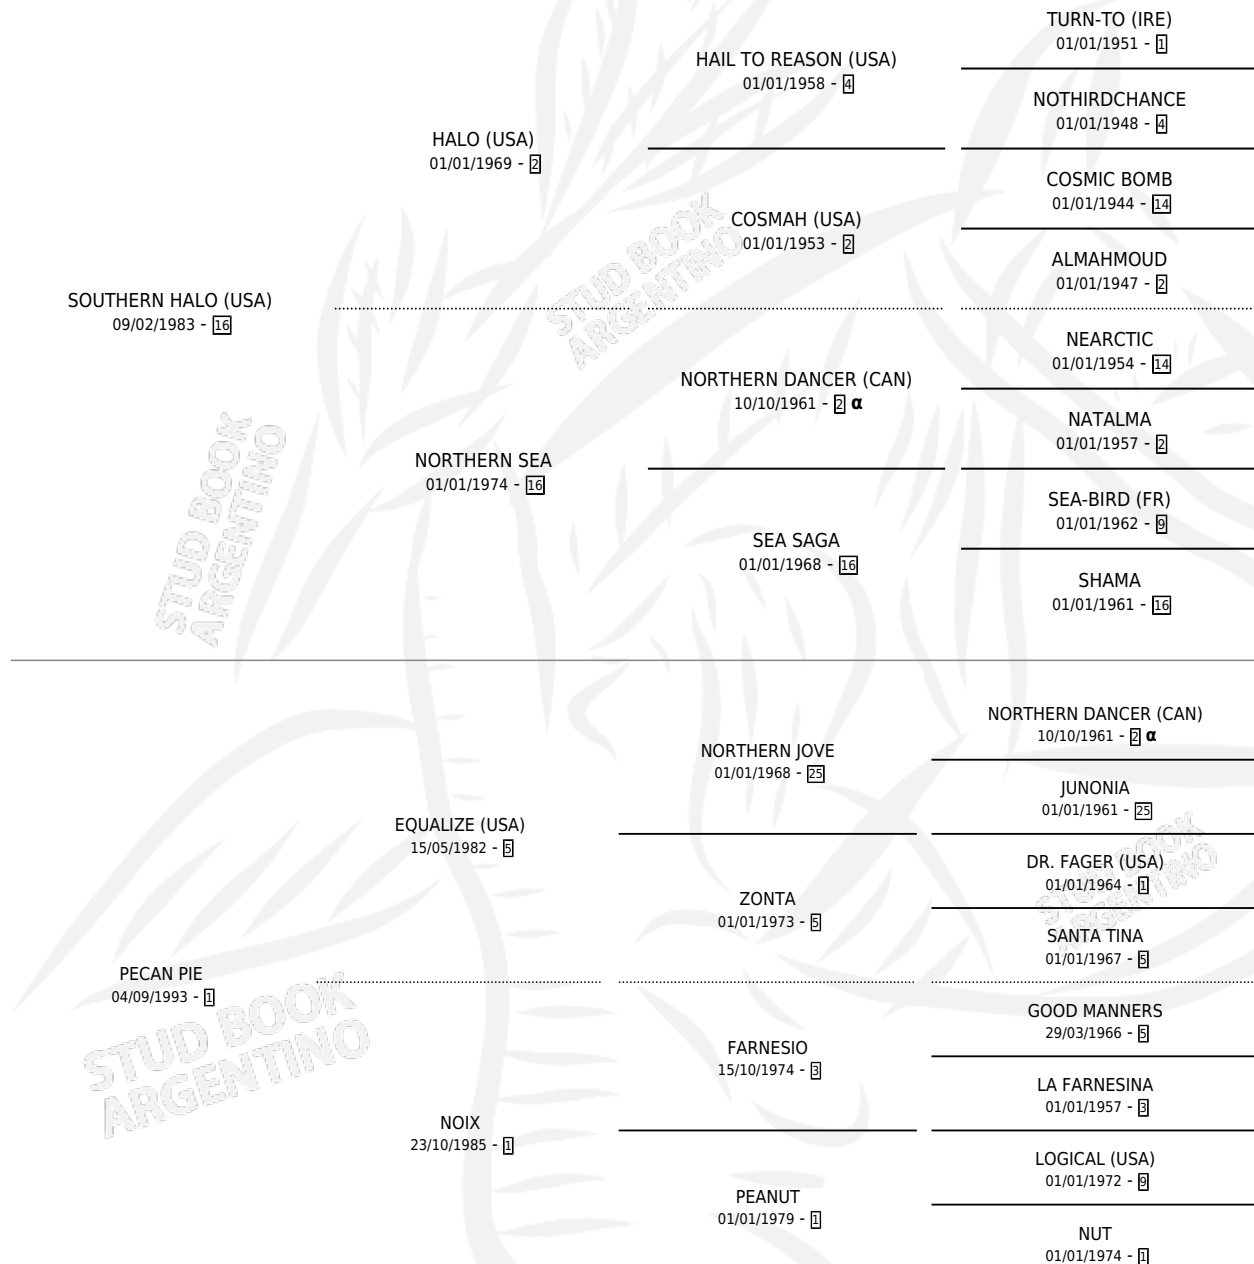 TURN-TO (IRE)
01/01/1951 - 1
HAIL TO REASON (USA)
01/01/1958 - 4
NOTHIRDCHANCE
01/01/1948 - 4
HALO (USA)
01/01/1969 - 2
COSMIC BOMB
01/01/1944 - 14
COSMAH (USA)
01/01/1953 - 2
ALMAHMOUD
01/01/1947 - 2
SOUTHERN HALO (USA)
09/02/1983 - 16
NEARCTIC
01/01/1954 - 14
NORTHERN DANCER (CAN)
10/10/1961 - 2 α
NATALMA
01/01/1957 - 2
NORTHERN SEA
01/01/1974 - 16
SEA-BIRD (FR)
01/01/1962 - 9
SEA SAGA
01/01/1968 - 16
SHAMA
01/01/1961 - 16
NORTHERN DANCER (CAN)
10/10/1961 - 2 α
NORTHERN JOVE
01/01/1968 - 25
JUNONIA
01/01/1961 - 25
EQUALIZE (USA)
15/05/1982 - 5
DR. FAGER (USA)
01/01/1964 - 1
ZONTA
01/01/1973 - 5
SANTA TINA
01/01/1967 - 5
PECAN PIE
04/09/1993 - 1
GOOD MANNERS
29/03/1966 - 5
FARNESIO
15/10/1974 - 3
LA FARNESINA
01/01/1957 - 3
NOIX
23/10/1985 - 1
LOGICAL (USA)
01/01/1972 - 9
PEANUT
01/01/1979 - 1
NUT
01/01/1974 - 1
STUD BOOK
ARGENTINO
STUD BOOK
ARGENTINO
STUD BOOK
ARGENTINO
STUD BOOK
ARGENTINO